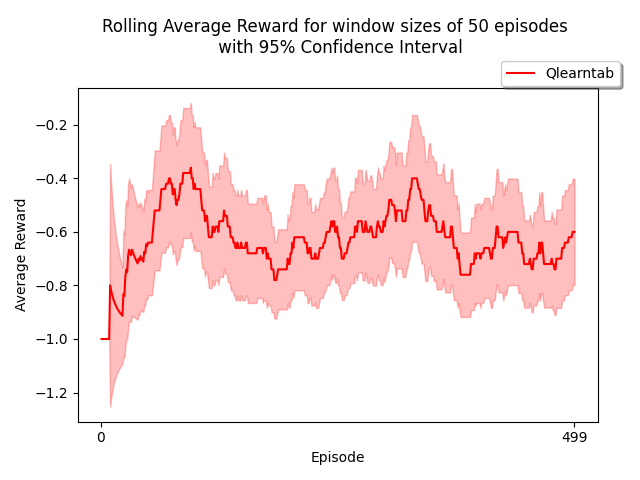 Rolling Average Reward for window sizes of 50 episodes
with 95% Confidence Interval
Qlearntab
−0.2
−0.4
−0.6
−0.8
−1.0
−1.2
Average Reward
0
499
Episode